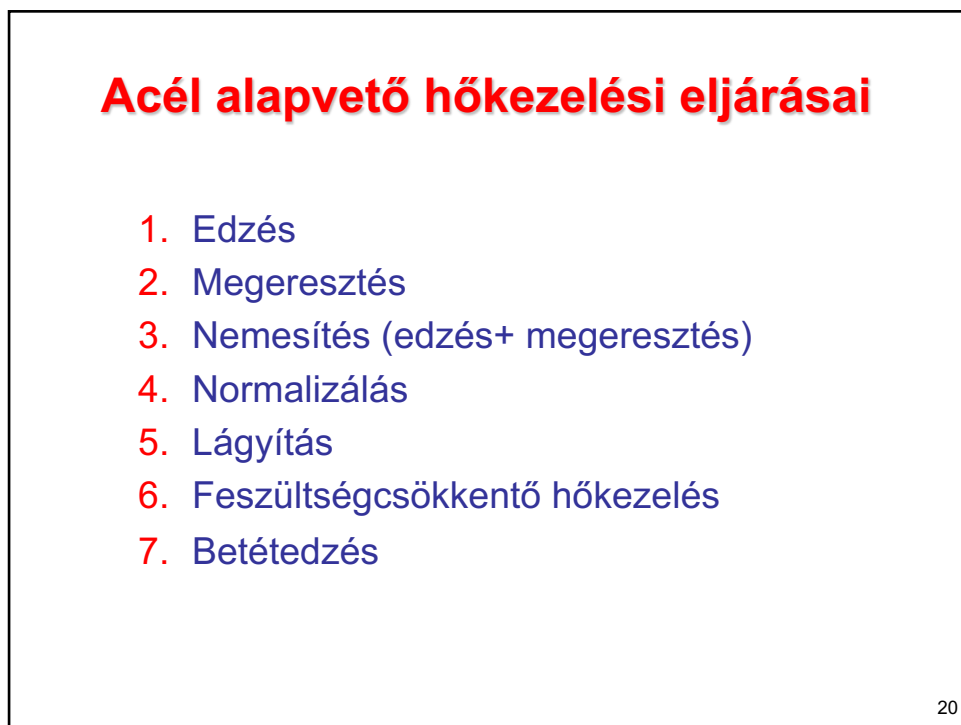 Acél alapvető hőkezelési eljárásai
1. Edzés
2. Megeresztés
3. Nemesítés (edzés+ megeresztés)
4. Normalizálás
5. Lágyítás
6. Feszültségcsökkentő hőkezelés
7. Betétedzés
20